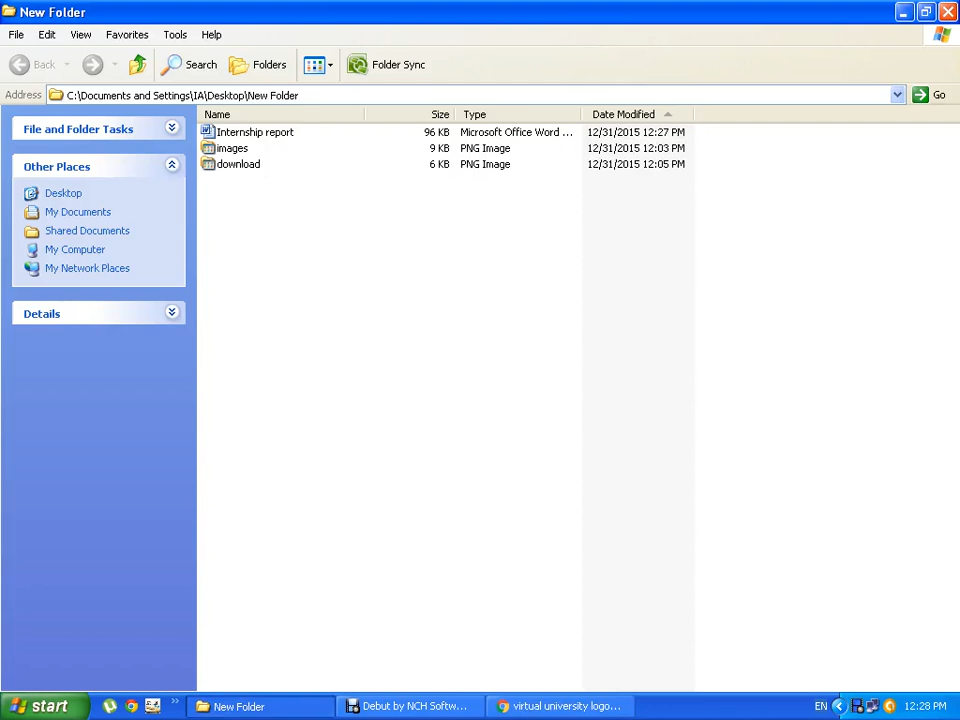 New Folder
File Edit View Favorites Tools Help
Back Search Folders Folder Sync
Address C:\Documents and Settings\IA\Desktop\New Folder Go
File and Folder Tasks
Other Places
Desktop
My Documents
Shared Documents
My Computer
My Network Places
Details
Name Size Type Date Modified
Internship report 96 KB Microsoft Office Word ... 12/31/2015 12:27 PM
images 9 KB PNG Image 12/31/2015 12:03 PM
download 6 KB PNG Image 12/31/2015 12:05 PM
start New Folder Debut by NCH Softw... virtual university logo... EN 12:28 PM